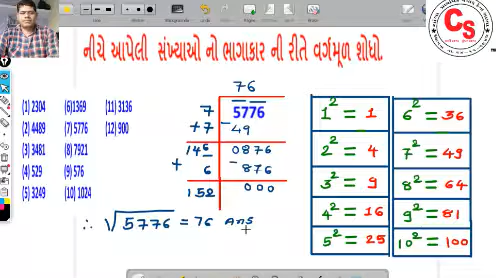 નીચે આપેલી સંખ્યાઓ નો ભાગાકાર ની રીતે વર્ગમૂળ શોધો.
CS
(1) 2304 (6)1369 (11) 3136
(2) 4489 (7) 5776 (12) 900
(3) 3481 (8) 7921
(4) 529 (9) 576
(5) 3249 (10) 1024
76
7 5776
+7 -49
146 0876
+ 6 -876
152 000
∴ √5776 = 76 Ans
1² = 1
2² = 4
3² = 9
4² = 16
5² = 25
6² = 36
7² = 49
8² = 64
9² = 81
10² = 100